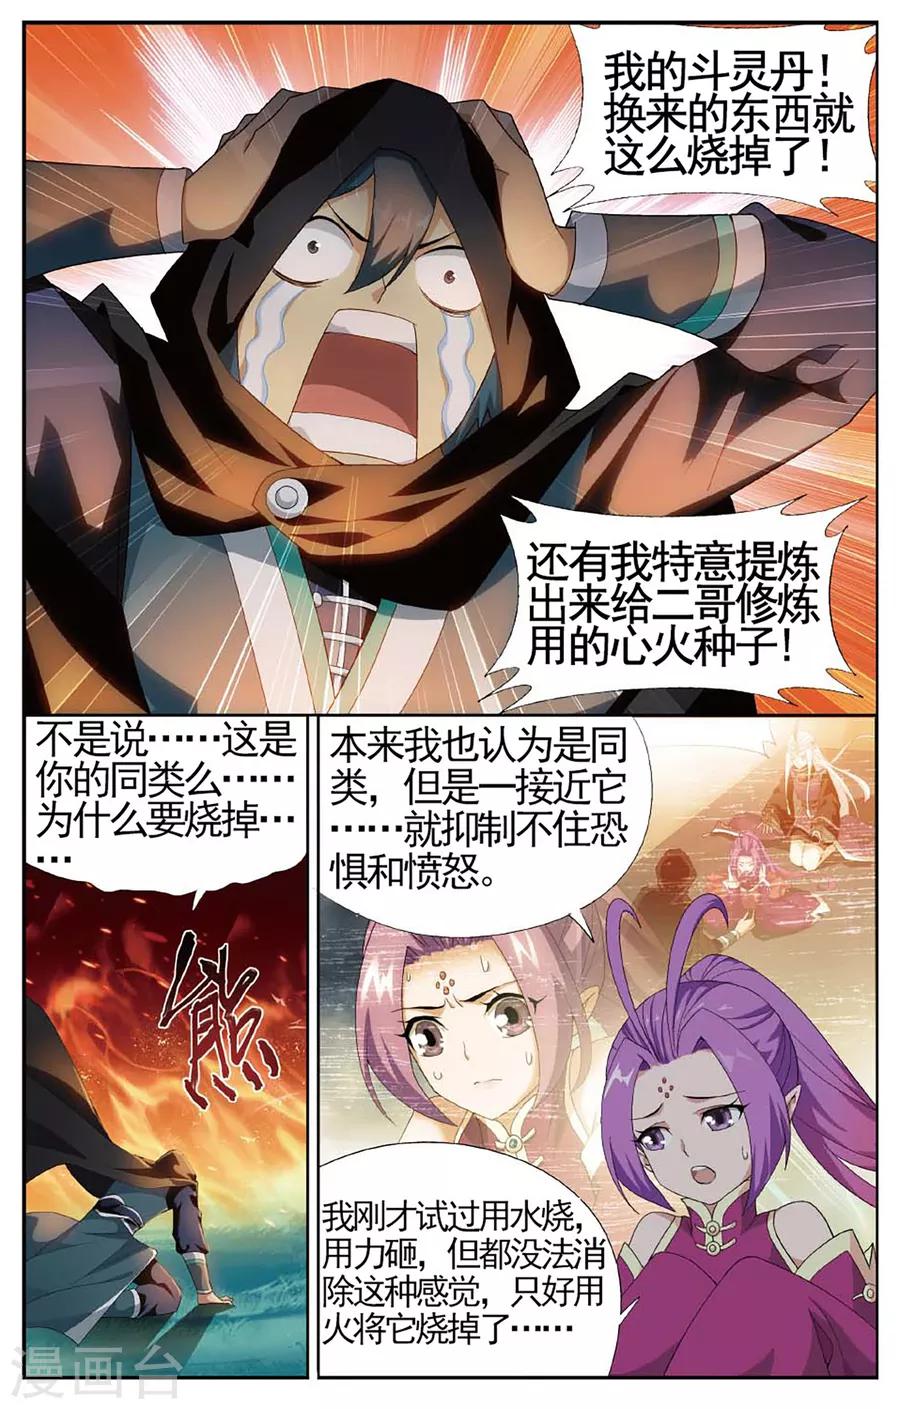 我的斗灵丹！
换来的东西就
这么烧掉了！
还有我特意提炼
出来给二哥修炼
用的心火种子！
不是说……这是
你的同类么……
为什么要烧掉…
…
本来我也认为是同
类，但是一接近它
……就抑制不住恐
惧和愤怒。
熊
我刚才试过用水烧，
用力砸，但都没法消
除这种感觉，只好用
火将它烧掉了……
漫画台